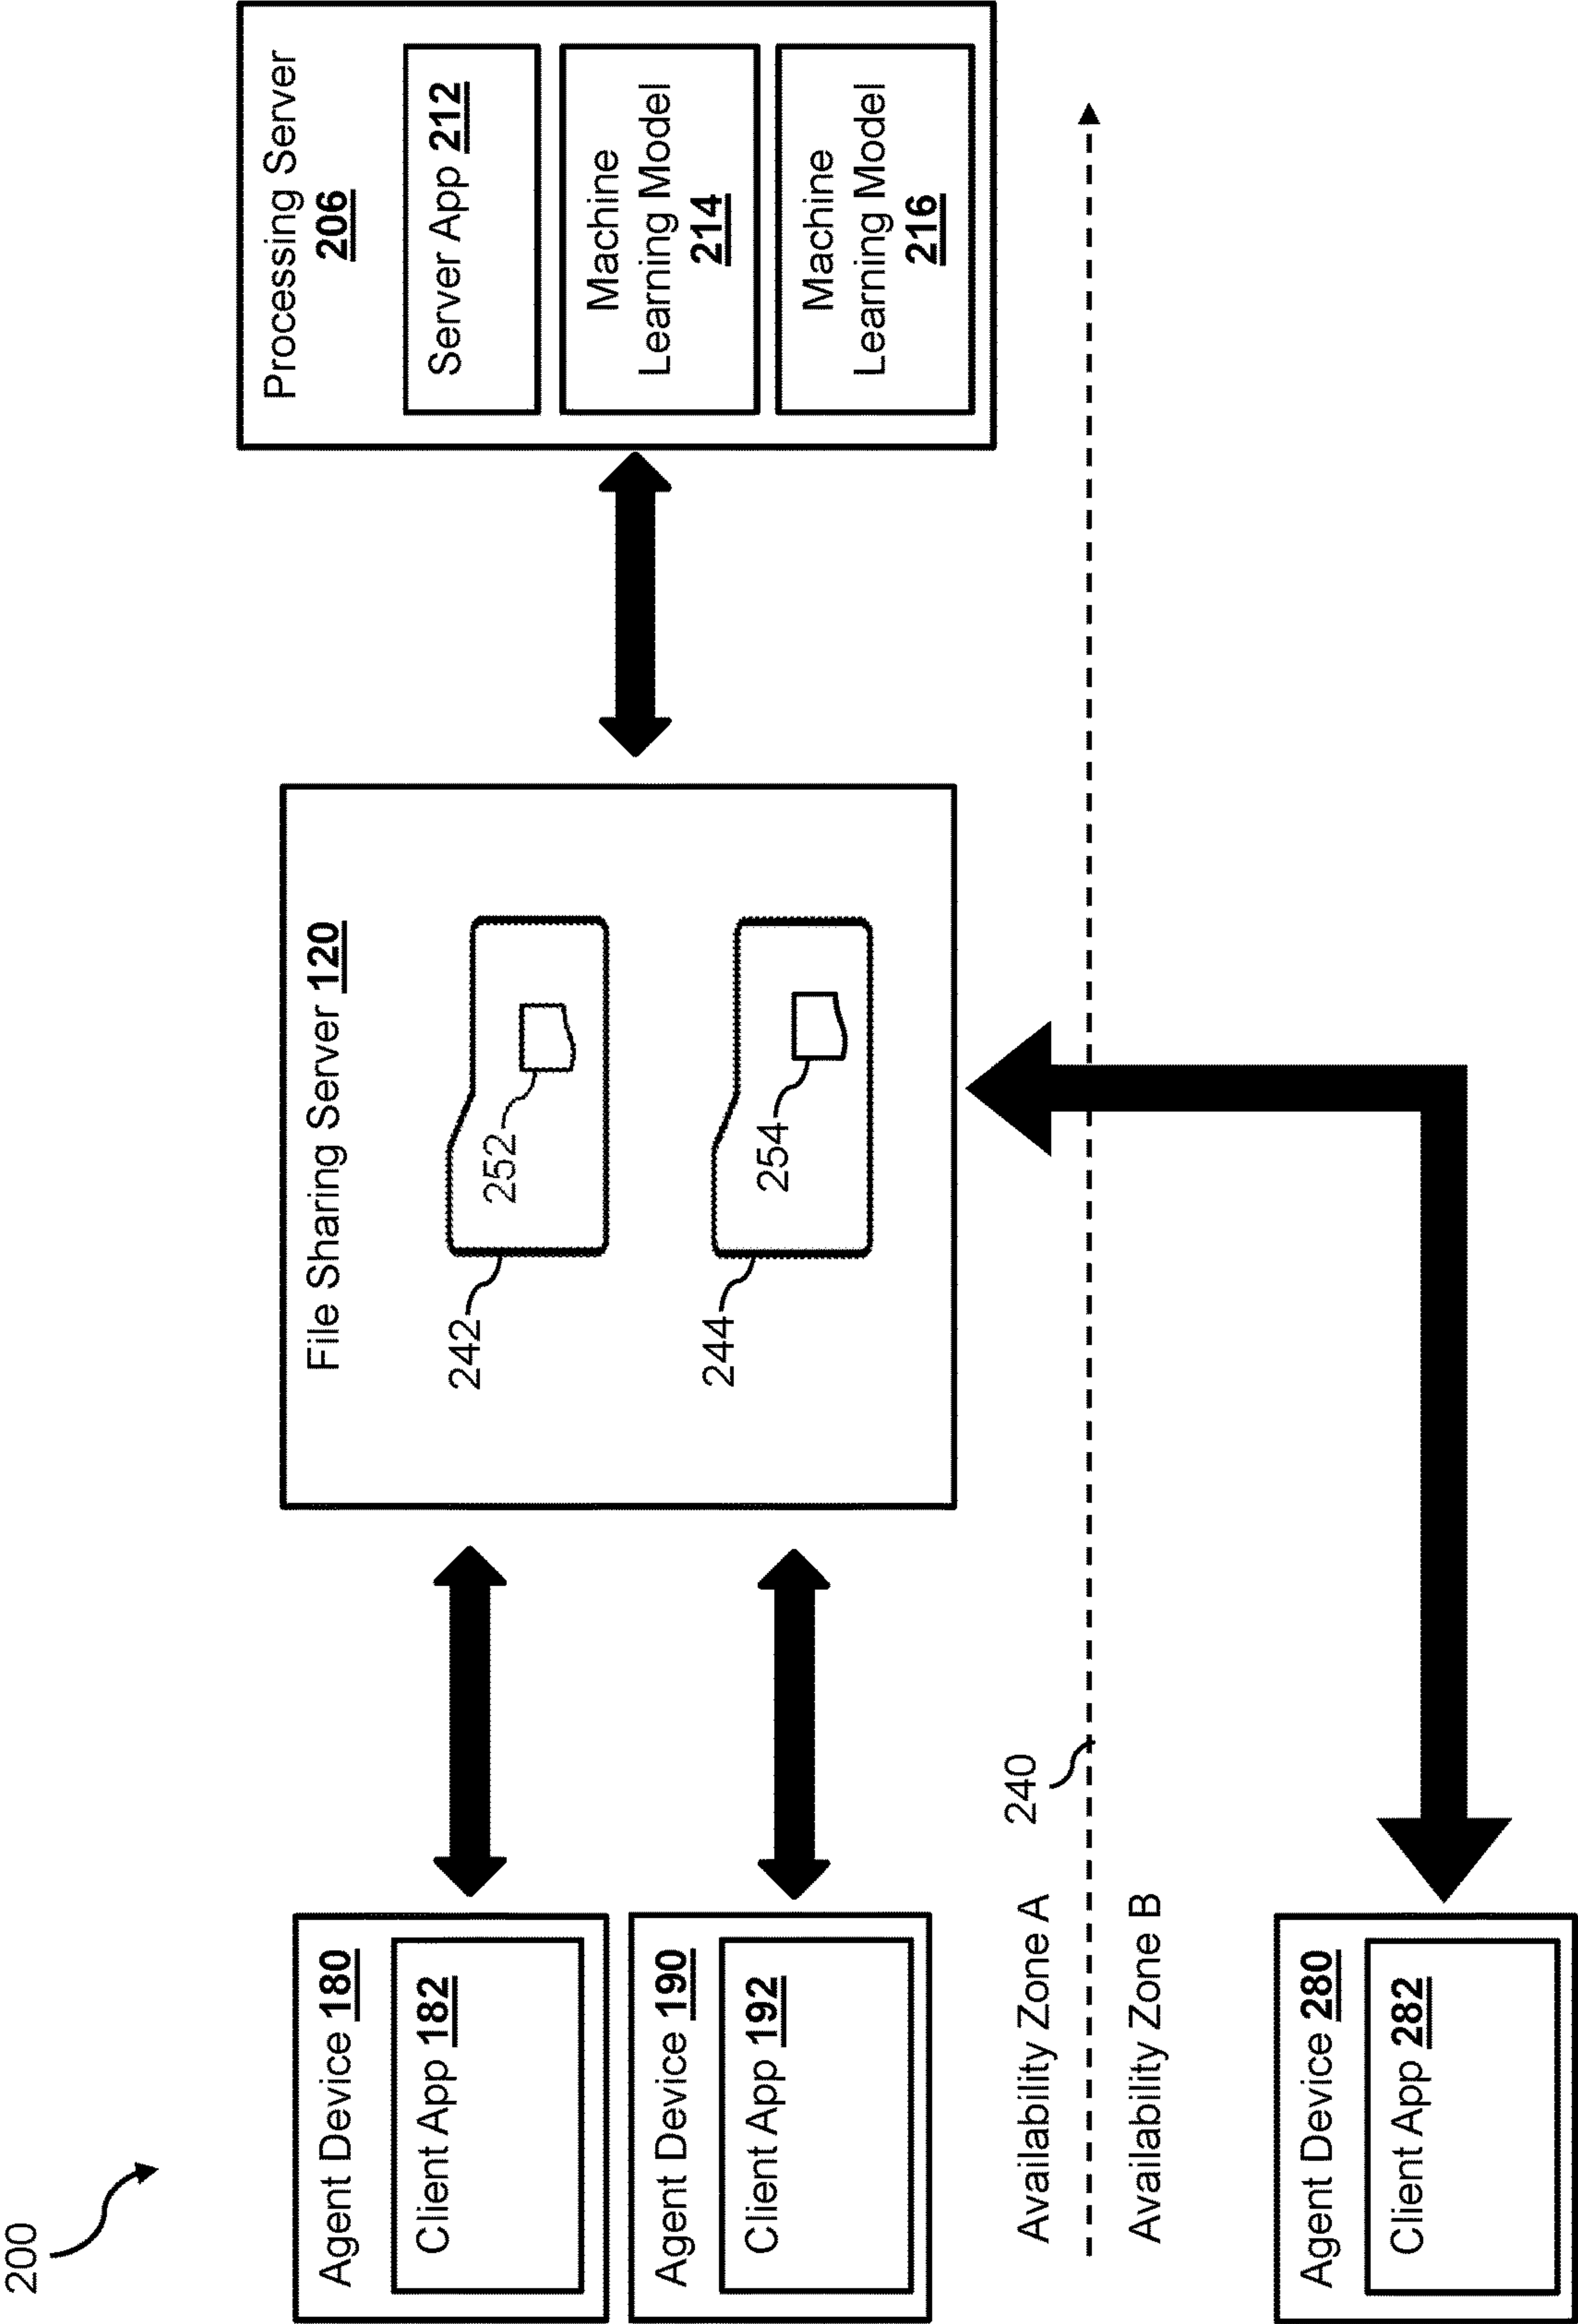 200
Agent Device 180
Client App 182
Agent Device 190
Client App 192
File Sharing Server 120
242
252
244
254
Processing Server
206
Server App 212
Machine
Learning Model
214
Machine
Learning Model
216
Availability Zone A
240
Availability Zone B
Agent Device 280
Client App 282